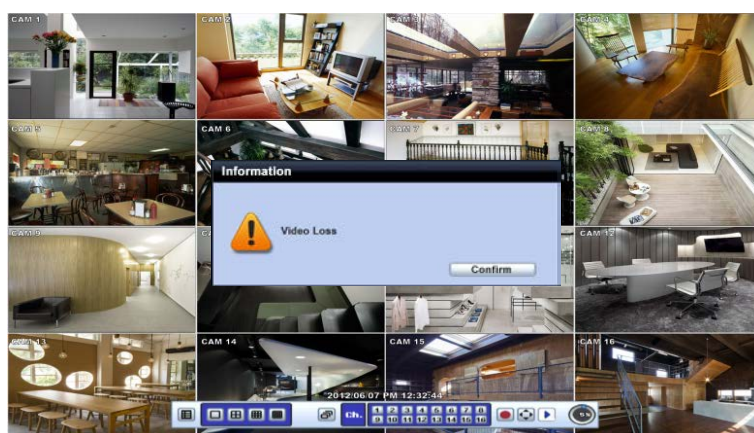 CAM 1
CAM 2
CAM 3
CAM 4
CAM 5
CAM 6
CAM 7
CAM 8
Information
Video Loss
Confirm
CAM 9
CAM 12
CAM 13
CAM 14
CAM 15
CAM 16
2012/06/07 PM 12:32:44
Ch.
1 2 3 4 5 6 7 8
9 10 11 12 13 14 15 16